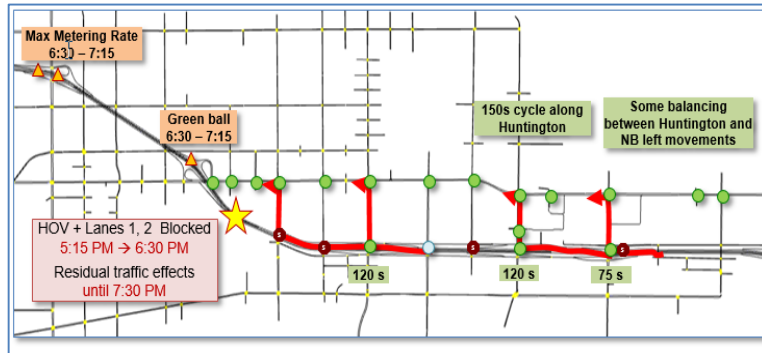 Max Metering Rate
6:30 – 7:15
Green ball
6:30 – 7:15
150s cycle along
Huntington
Some balancing
between Huntington and
NB left movements
HOV + Lanes 1, 2 Blocked
5:15 PM → 6:30 PM
Residual traffic effects
until 7:30 PM
120 s
120 s
75 s